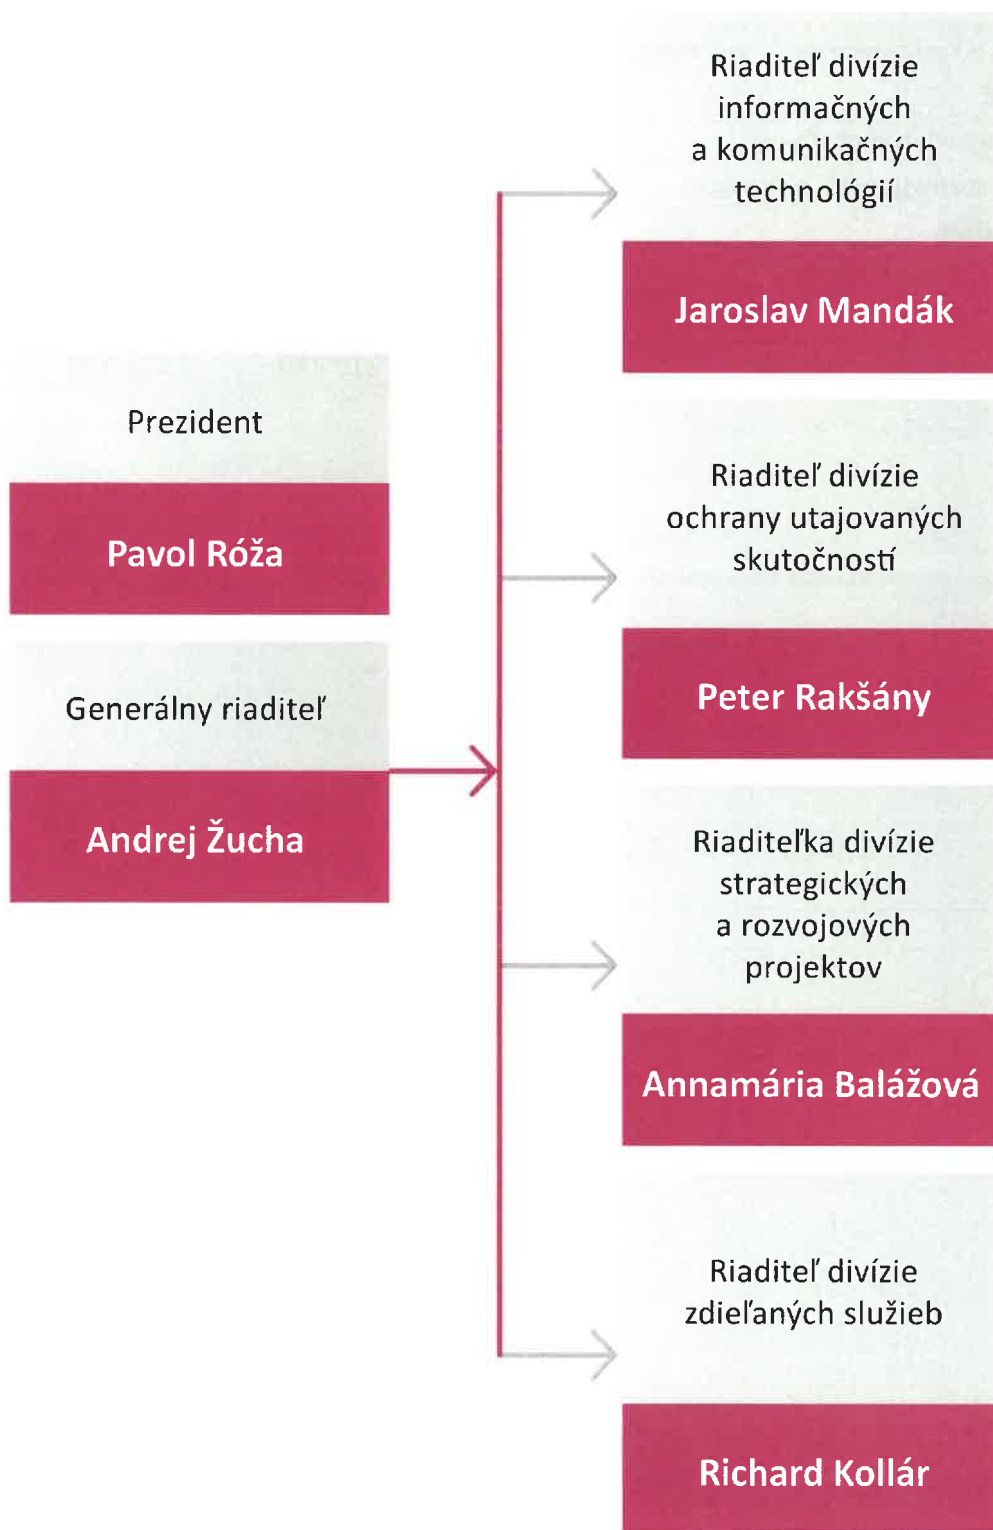 Prezident
Pavol Róža
Generálny riaditeľ
Andrej Žucha
Riaditeľ divízie
informačných
a komunikačných
technológií
Jaroslav Mandák
Riaditeľ divízie
ochrany utajovaných
skutočností
Peter Rakšány
Riaditeľka divízie
strategických
a rozvojových
projektov
Annamária Balážová
Riaditeľ divízie
zdieľaných služieb
Richard Kollár